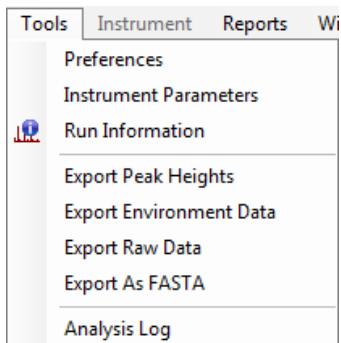 Tools Instrument Reports
Preferences
Instrument Parameters
Run Information
Export Peak Heights
Export Environment Data
Export Raw Data
Export As FASTA
Analysis Log